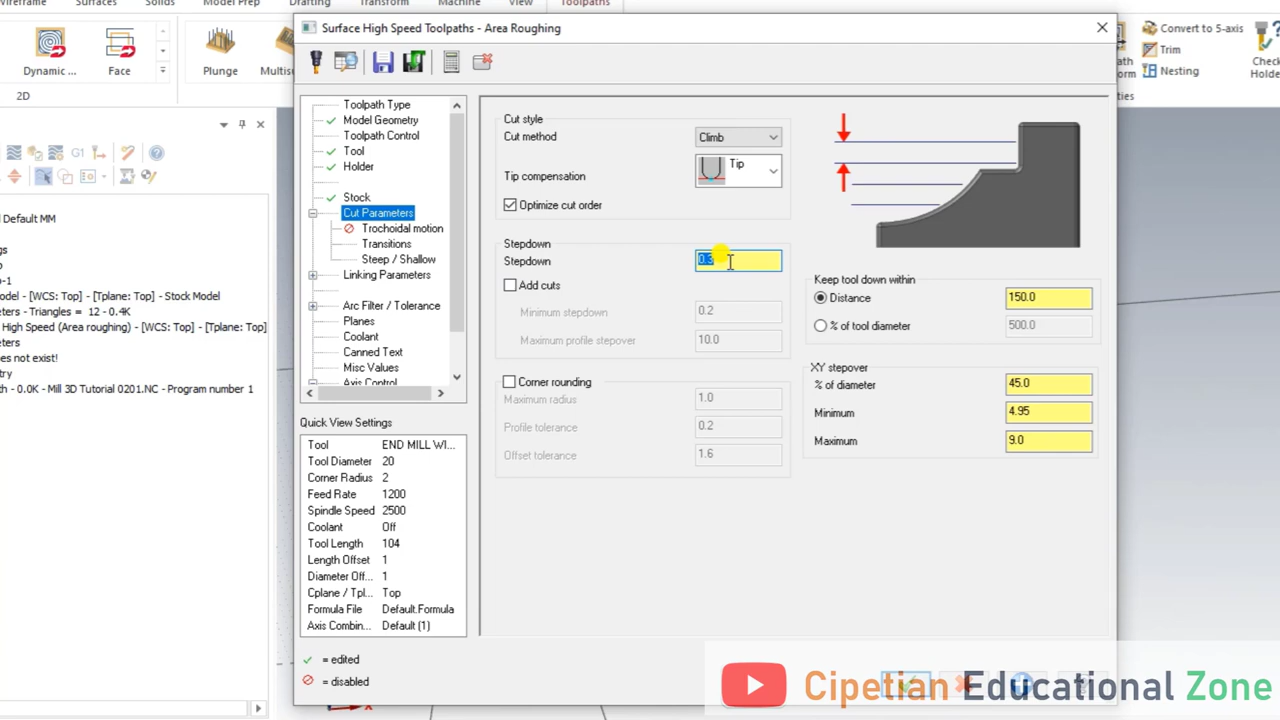 Wireframe Surfaces Solids Model Prep Drafting Transform Machine View Toolpaths
Surface High Speed Toolpaths - Area Roughing
Dynamic ...
Face
Plunge
2D
Convert to 5-axis
Trim
Nesting
Check
Holde
G1
Toolpath Type
Model Geometry
Toolpath Control
Tool
Holder
Stock
Cut Parameters
Trochoidal motion
Transitions
Steep / Shallow
Linking Parameters
Arc Filter / Tolerance
Planes
Coolant
Canned Text
Misc Values
Axis Control
Default MM
-1
odel - [WCS: Top] - [Tplane: Top] - Stock Model
ters - Triangles = 12 - 0.4K
High Speed (Area roughing) - [WCS: Top] - [Tplane: Top]
meters
es not exist!
etry
th - 0.0K - Mill 3D Tutorial 0201.NC - Program number 1
Cut style
Cut method Climb
Tip compensation Tip
Optimize cut order
Stepdown
Stepdown 0.3
Add cuts
Minimum stepdown 0.2
Maximum profile stepover 10.0
Corner rounding
Maximum radius 1.0
Profile tolerance 0.2
Offset tolerance 1.6
Keep tool down within
Distance 150.0
% of tool diameter 500.0
XY stepover
% of diameter 45.0
Minimum 4.95
Maximum 9.0
Quick View Settings
Tool END MILL WI...
Tool Diameter 20
Corner Radius 2
Feed Rate 1200
Spindle Speed 2500
Coolant Off
Tool Length 104
Length Offset 1
Diameter Off... 1
Cplane / Tpl... Top
Formula File Default.Formula
Axis Combin... Default (1)
= edited
= disabled
Cipetian Educational Zone